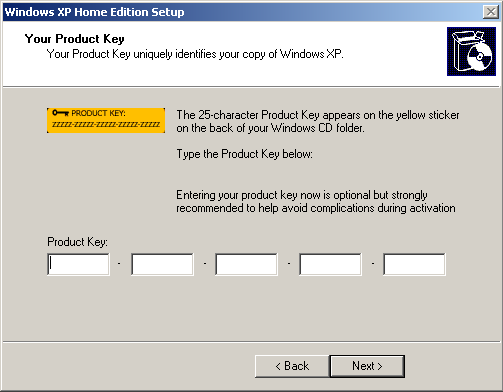 Windows XP Home Edition Setup
Your Product Key
Your Product Key uniquely identifies your copy of Windows XP.
PRODUCT KEY:
zzzzz-zzzzz-zzzzz-zzzzz-zzzzz
The 25-character Product Key appears on the yellow sticker
on the back of your Windows CD folder.
Type the Product Key below:
Entering your product key now is optional but strongly
recommended to help avoid complications during activation
Product Key:
- - - -
< Back Next >